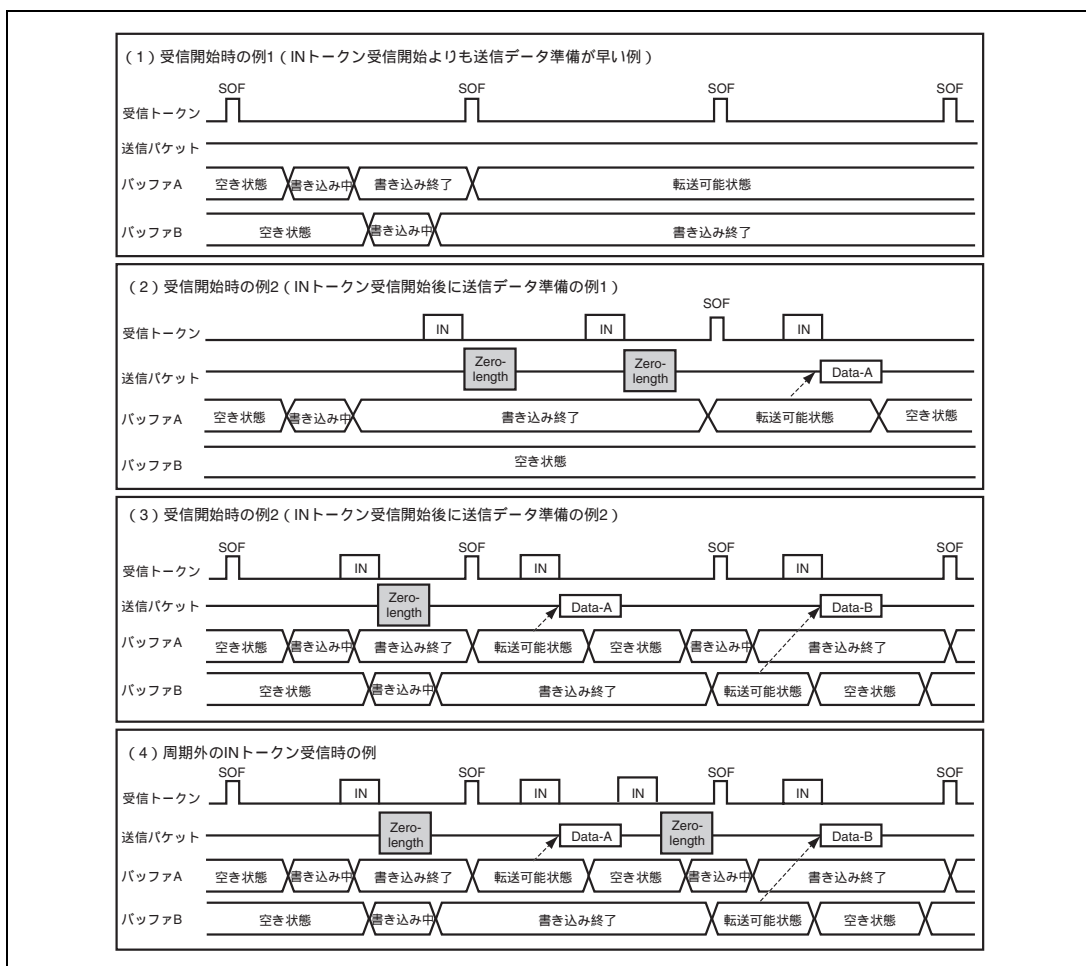 (1)受信開始時の例1(INトークン受信開始よりも送信データ準備が早い例)
SOF SOF SOF SOF
受信トークン
送信パケット
バッファA 空き状態 書き込み中 書き込み終了 転送可能状態
バッファB 空き状態 書き込み中 書き込み終了
(2)受信開始時の例2(INトークン受信開始後に送信データ準備の例1)
SOF
受信トークン IN IN IN
送信パケット Zero-length Zero-length Data-A
バッファA 空き状態 書き込み中 書き込み終了 転送可能状態 空き状態
バッファB 空き状態
(3)受信開始時の例2(INトークン受信開始後に送信データ準備の例2)
SOF SOF SOF SOF
受信トークン IN IN IN
送信パケット Zero-length Data-A Data-B
バッファA 空き状態 書き込み中 書き込み終了 転送可能状態 空き状態 書き込み中 書き込み終了
バッファB 空き状態 書き込み中 書き込み終了 転送可能状態 空き状態
(4)周期外のINトークン受信時の例
SOF SOF SOF SOF
受信トークン IN IN IN IN
送信パケット Zero-length Data-A Zero-length Data-B
バッファA 空き状態 書き込み中 書き込み終了 転送可能状態 空き状態 書き込み中 書き込み終了
バッファB 空き状態 書き込み中 書き込み終了 転送可能状態 空き状態